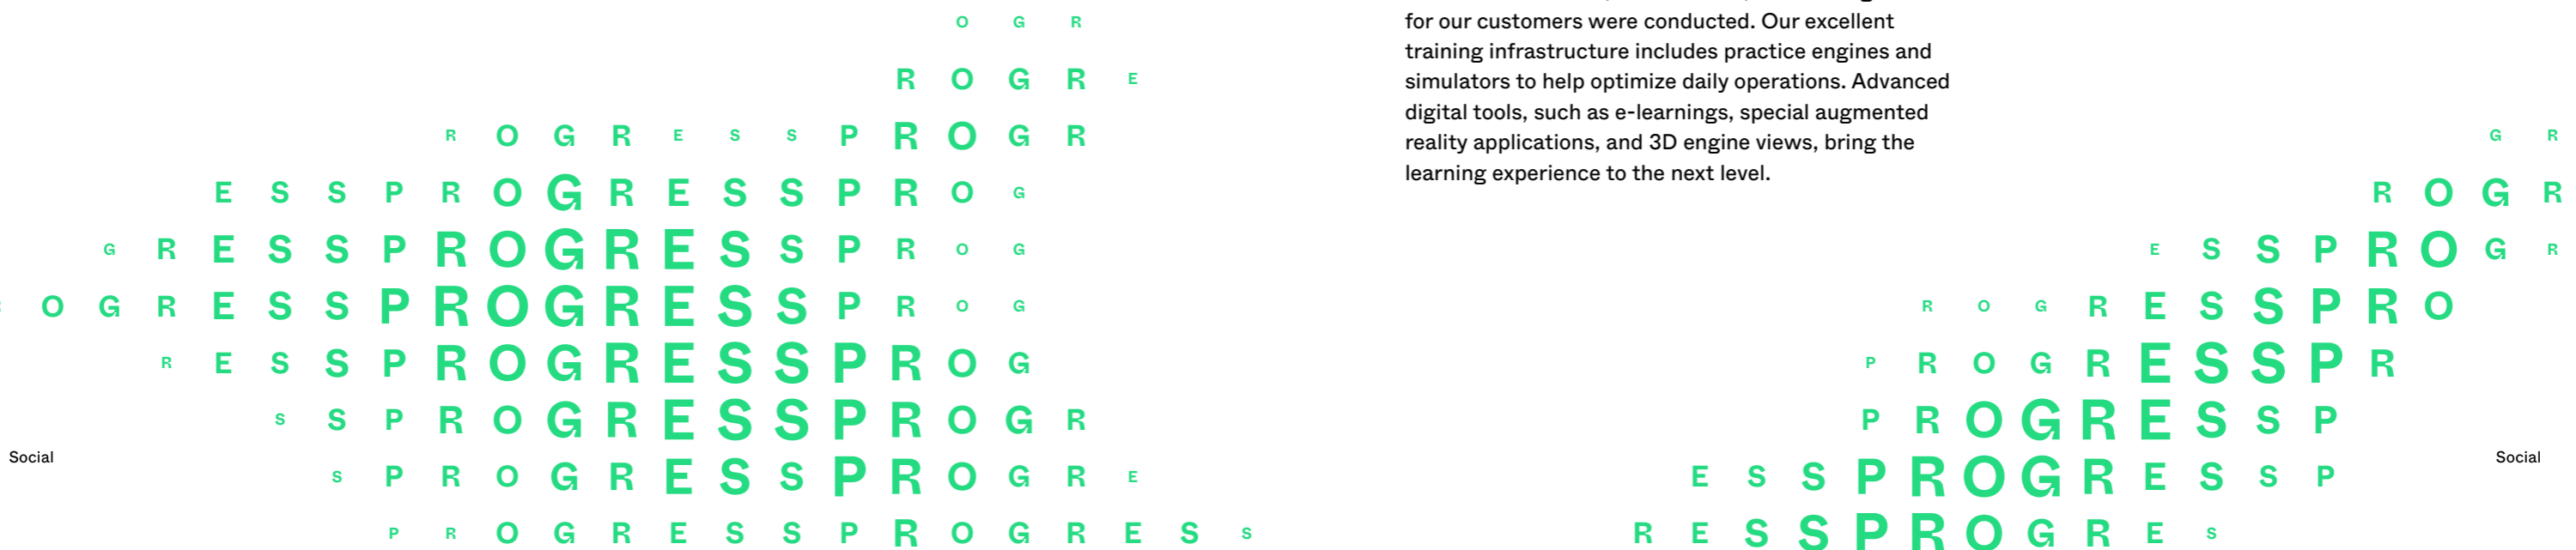 for our customers were conducted. Our excellent
training infrastructure includes practice engines and
simulators to help optimize daily operations. Advanced
digital tools, such as e-learnings, special augmented
reality applications, and 3D engine views, bring the
learning experience to the next level.
O G R
R O G R E
R O G R E S S P R O G R
E S S P R O G R E S S P R O G
G R E S S P R O G R E S S P R O G
O G R E S S P R O G R E S S P R O G
R E S S P R O G R E S S P R O G
S S P R O G R E S S P R O G R
S P R O G R E S S P R O G R E
P R O G R E S S P R O G R E S S
G R
R O G R
E S S P R O G R
R O G R E S S P R O
P R O G R E S S P R
P R O G R E S S P
E S S P R O G R E S S P
R E S S P R O G R E S
Social
Social